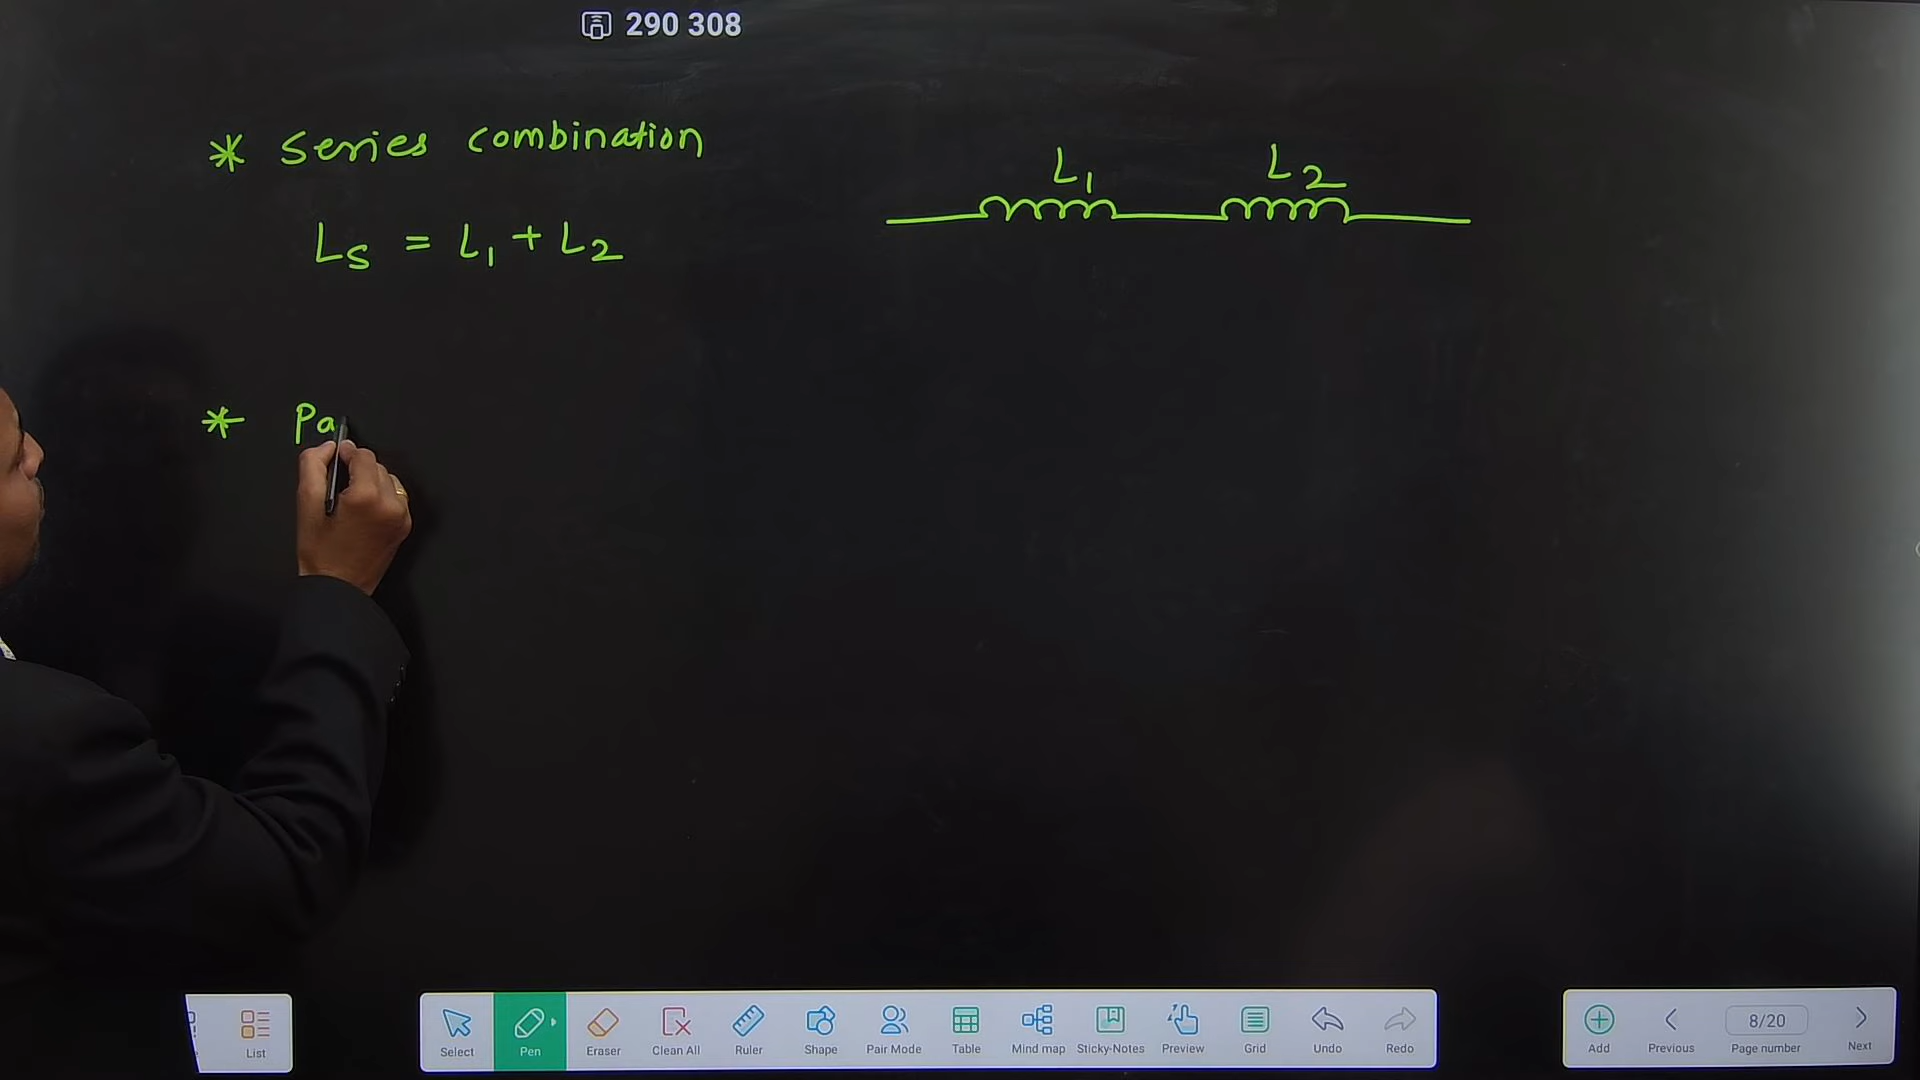 290 308
* Series combination
L₁
L₂
Lₛ = L₁ + L₂
* Pa
List
Select
Pen
Eraser
Clean All
Ruler
Shape
Pair Mode
Table
Mind map
Sticky-Notes
Preview
Grid
Undo
Redo
Add
Previous
8/20
Page number
Next